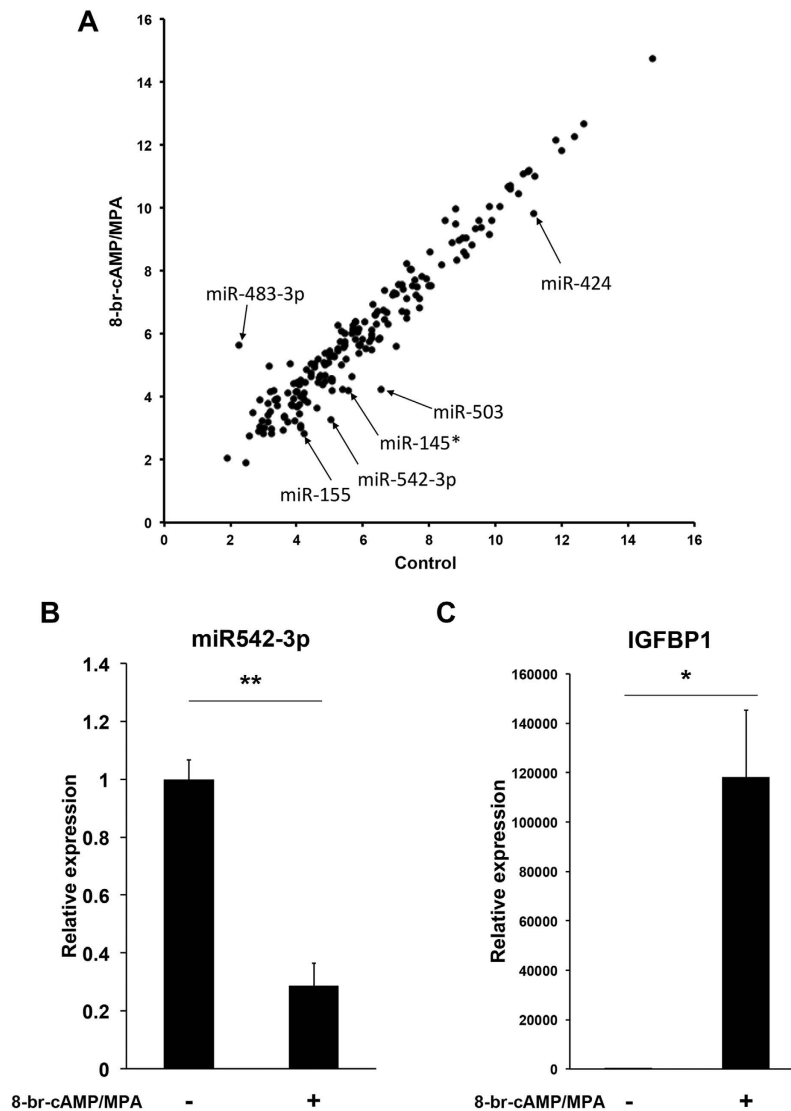 A
16
14
12
10
8
6
4
2
0
8-br-cAMP/MPA
miR-483-3p
miR-424
miR-503
miR-145*
miR-542-3p
miR-155
0 2 4 6 8 10 12 14 16
Control
B
miR542-3p
1.4
1.2
1
0.8
0.6
0.4
0.2
0
Relative expression
**
8-br-cAMP/MPA - +
C
IGFBP1
160000
140000
120000
100000
80000
60000
40000
20000
0
Relative expression
*
8-br-cAMP/MPA - +